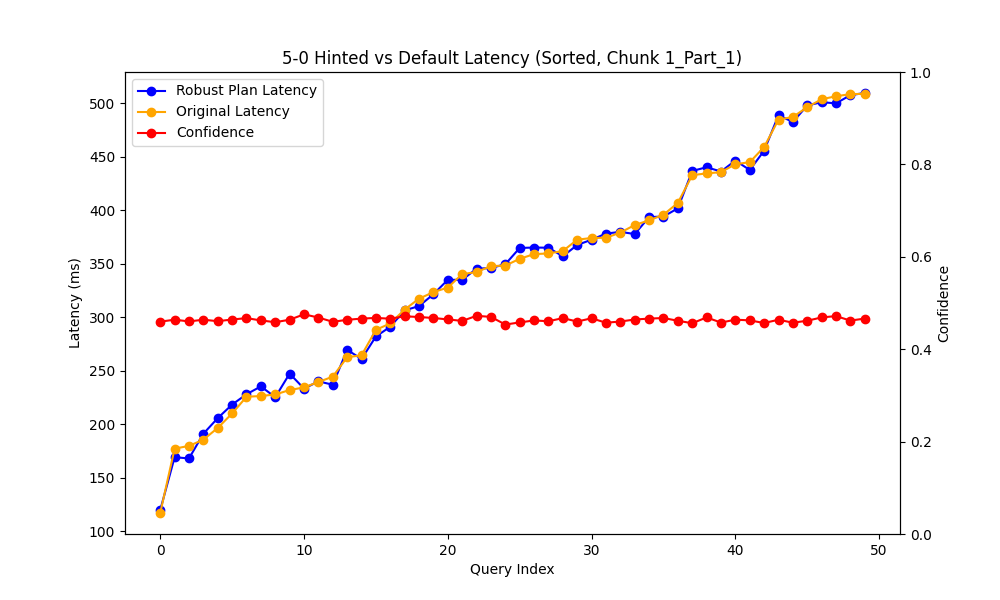 5-0 Hinted vs Default Latency (Sorted, Chunk 1_Part_1)
Robust Plan Latency
Original Latency
Confidence
Latency (ms)
500
450
400
350
300
250
200
150
100
1.0
0.8
0.6
0.4
0.2
0.0
Confidence
0 10 20 30 40 50
Query Index